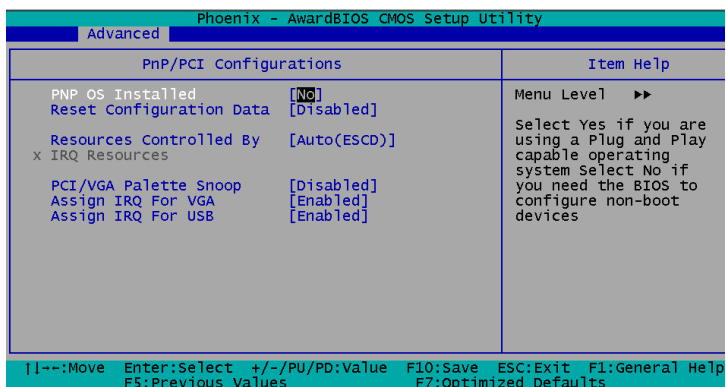 Phoenix - AwardBIOS CMOS Setup Utility
Advanced
PnP/PCI Configurations
Item Help
PNP OS Installed [No]
Reset Configuration Data [Disabled]
Resources Controlled By [Auto(ESCD)]
x IRQ Resources
PCI/VGA Palette Snoop [Disabled]
Assign IRQ For VGA [Enabled]
Assign IRQ For USB [Enabled]
Menu Level ►►
Select Yes if you are
using a Plug and Play
capable operating
system Select No if
you need the BIOS to
configure non-boot
devices
↑↓→←:Move Enter:Select +/-/PU/PD:Value F10:Save ESC:Exit F1:General Help
F5:Previous Values F7:Optimized Defaults